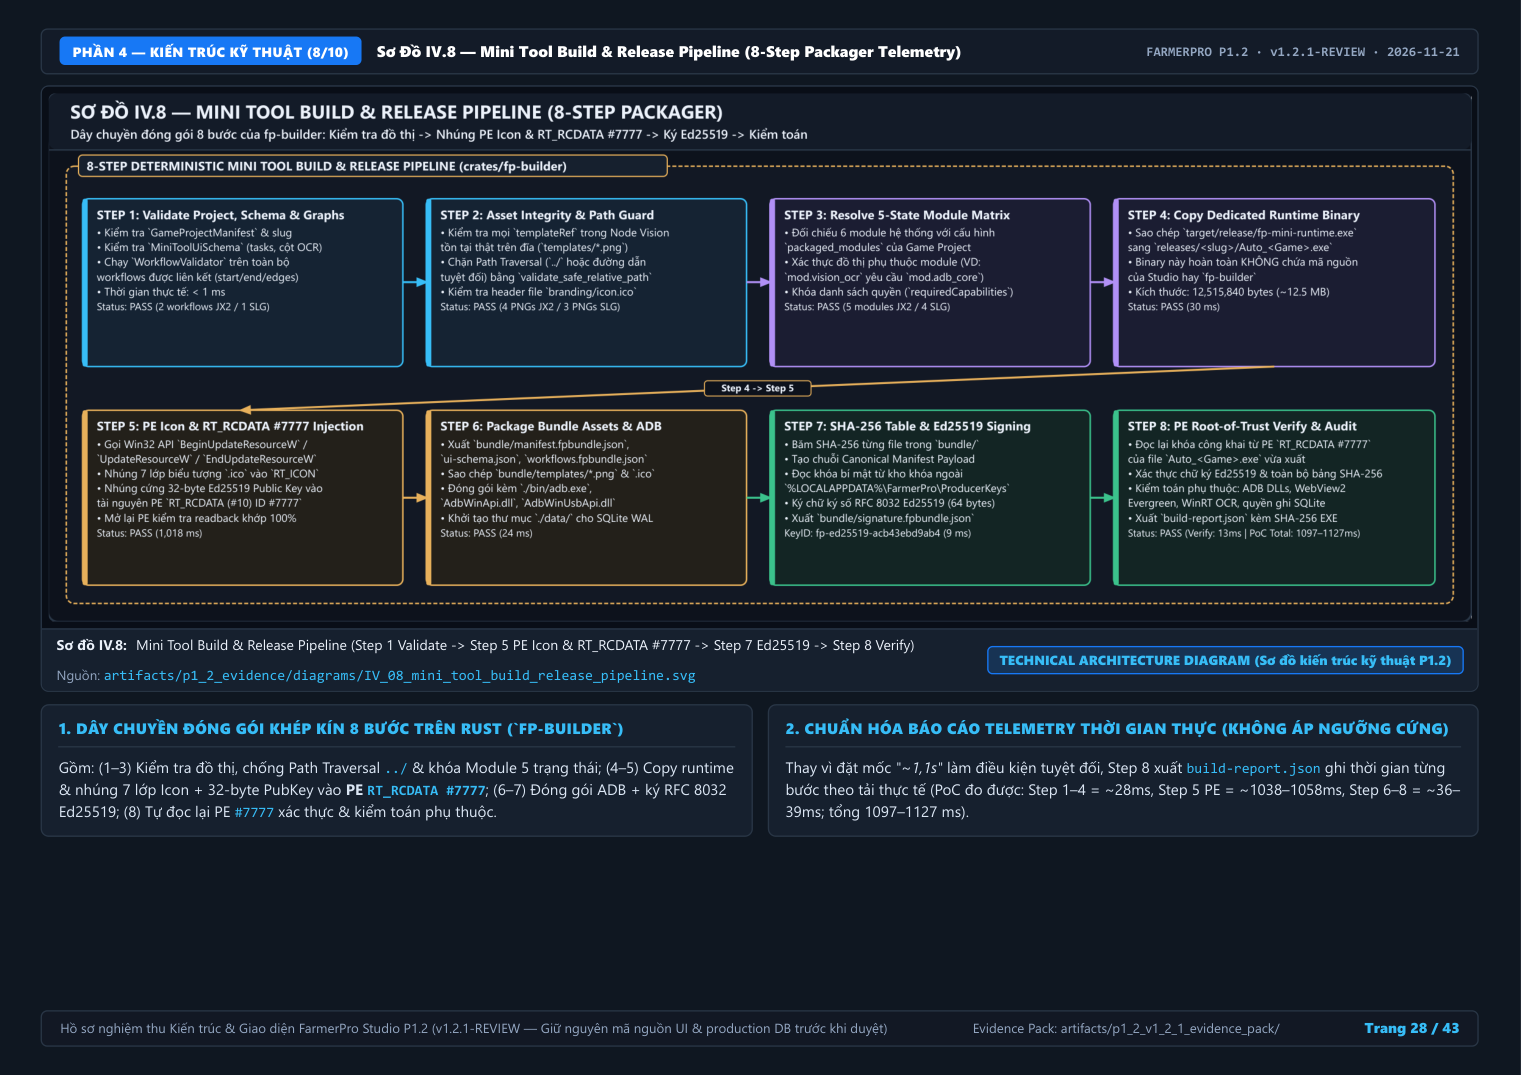 PHẦN 4 — KIẾN TRÚC KỸ THUẬT (8/10)
Sơ Đồ IV.8 — Mini Tool Build & Release Pipeline (8-Step Packager Telemetry)
FARMERPRO P1.2 · v1.2.1-REVIEW · 2026-11-21
SƠ ĐỒ IV.8 — MINI TOOL BUILD & RELEASE PIPELINE (8-STEP PACKAGER)
Dây chuyền đóng gói 8 bước của fp-builder: Kiểm tra đồ thị -> Nhúng PE Icon & RT_RCDATA #7777 -> Ký Ed25519 -> Kiểm toán
8-STEP DETERMINISTIC MINI TOOL BUILD & RELEASE PIPELINE (crates/fp-builder)
STEP 1: Validate Project, Schema & Graphs
• Kiểm tra `GameProjectManifest` & slug
• Kiểm tra `MiniToolUiSchema` (tasks, cột OCR)
• Chạy `WorkflowValidator` trên toàn bộ
workflows được liên kết (start/end/edges)
• Thời gian thực tế: < 1 ms
Status: PASS (2 workflows JX2 / 1 SLG)
STEP 2: Asset Integrity & Path Guard
• Kiểm tra mọi `templateRef` trong Node Vision
tồn tại thật trên đĩa (`templates/*.png`)
• Chặn Path Traversal (`../` hoặc đường dẫn
tuyệt đối) bằng `validate_safe_relative_path`
• Kiểm tra header file `branding/icon.ico`
Status: PASS (4 PNGs JX2 / 3 PNGs SLG)
STEP 3: Resolve 5-State Module Matrix
• Đối chiếu 6 module hệ thống với cấu hình
`packaged_modules` của Game Project
• Xác thực đồ thị phụ thuộc module (VD:
`mod.vision_ocr` yêu cầu `mod.adb_core`)
• Khóa danh sách quyền (`requiredCapabilities`)
Status: PASS (5 modules JX2 / 4 SLG)
STEP 4: Copy Dedicated Runtime Binary
• Sao chép `target/release/fp-mini-runtime.exe`
sang `releases/<slug>/Auto_<Game>.exe`
• Binary này hoàn toàn KHÔNG chứa mã nguồn
của Studio hay `fp-builder`
• Kích thước: 12,515,840 bytes (~12.5 MB)
Status: PASS (30 ms)
Step 4 -> Step 5
STEP 5: PE Icon & RT_RCDATA #7777 Injection
• Gọi Win32 API `BeginUpdateResourceW` /
`UpdateResourceW` / `EndUpdateResourceW`
• Nhúng 7 lớp biểu tượng `.ico` vào `RT_ICON`
• Nhúng cứng 32-byte Ed25519 Public Key vào
tài nguyên PE `RT_RCDATA (#10) ID #7777`
• Mở lại PE kiểm tra readback khớp 100%
Status: PASS (1,018 ms)
STEP 6: Package Bundle Assets & ADB
• Xuất `bundle/manifest.fpbundle.json`,
`ui-schema.json`, `workflows.fpbundle.json`
• Sao chép `bundle/templates/*.png` & `.ico`
• Đóng gói kèm `./bin/adb.exe`,
`AdbWinApi.dll`, `AdbWinUsbApi.dll`
• Khởi tạo thư mục `./data/` cho SQLite WAL
Status: PASS (24 ms)
STEP 7: SHA-256 Table & Ed25519 Signing
• Băm SHA-256 từng file trong `bundle/`
• Tạo chuỗi Canonical Manifest Payload
• Đọc khóa bí mật từ kho khóa ngoài
`%LOCALAPPDATA%\FarmerPro\ProducerKeys`
• Ký chữ ký số RFC 8032 Ed25519 (64 bytes)
• Xuất `bundle/signature.fpbundle.json`
KeyID: fp-ed25519-acb43ebd9ab4 (9 ms)
STEP 8: PE Root-of-Trust Verify & Audit
• Đọc lại khóa công khai từ PE `RT_RCDATA #7777`
của file `Auto_<Game>.exe` vừa xuất
• Xác thực chữ ký Ed25519 & toàn bộ bảng SHA-256
• Kiểm toán phụ thuộc: ADB DLLs, WebView2
Evergreen, WinRT OCR, quyền ghi SQLite
• Xuất `build-report.json` kèm SHA-256 EXE
Status: PASS (Verify: 13ms | PoC Total: 1097–1127ms)
Sơ đồ IV.8: Mini Tool Build & Release Pipeline (Step 1 Validate -> Step 5 PE Icon & RT_RCDATA #7777 -> Step 7 Ed25519 -> Step 8 Verify)
Nguồn: artifacts/p1_2_evidence/diagrams/IV_08_mini_tool_build_release_pipeline.svg
TECHNICAL ARCHITECTURE DIAGRAM (Sơ đồ kiến trúc kỹ thuật P1.2)
1. DÂY CHUYỀN ĐÓNG GÓI KHÉP KÍN 8 BƯỚC TRÊN RUST (`FP-BUILDER`)
Gồm: (1–3) Kiểm tra đồ thị, chống Path Traversal ../ & khóa Module 5 trạng thái; (4–5) Copy runtime
& nhúng 7 lớp Icon + 32-byte PubKey vào PE RT_RCDATA #7777; (6–7) Đóng gói ADB + ký RFC 8032
Ed25519; (8) Tự đọc lại PE #7777 xác thực & kiểm toán phụ thuộc.
2. CHUẨN HÓA BÁO CÁO TELEMETRY THỜI GIAN THỰC (KHÔNG ÁP NGƯỠNG CỨNG)
Thay vì đặt mốc "~1,1s" làm điều kiện tuyệt đối, Step 8 xuất build-report.json ghi thời gian từng
bước theo tải thực tế (PoC đo được: Step 1–4 = ~28ms, Step 5 PE = ~1038–1058ms, Step 6–8 = ~36–
39ms; tổng 1097–1127 ms).
Hồ sơ nghiệm thu Kiến trúc & Giao diện FarmerPro Studio P1.2 (v1.2.1-REVIEW — Giữ nguyên mã nguồn UI & production DB trước khi duyệt)
Evidence Pack: artifacts/p1_2_v1_2_1_evidence_pack/
Trang 28 / 43